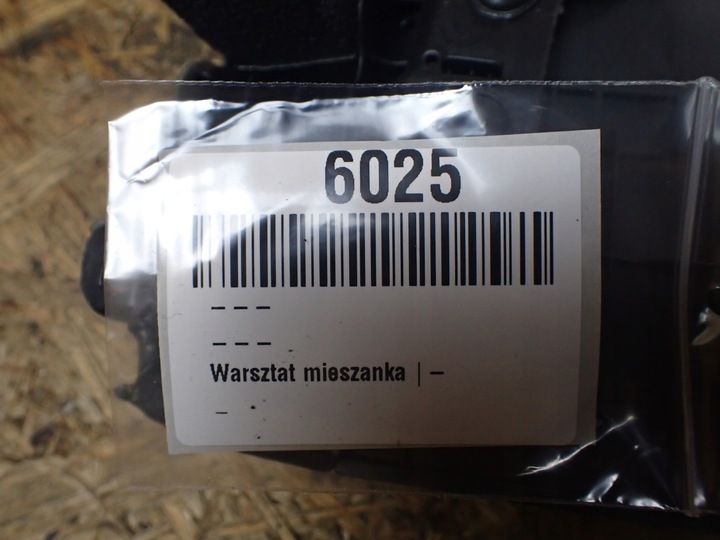 6025
– – –
– – –
Warsztat mieszanka | –
–